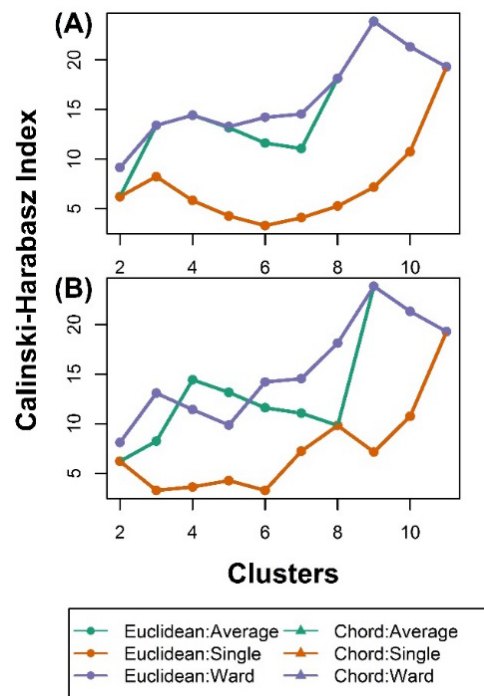 (A)
20
15
10
5
2 4 6 8 10
(B)
20
15
10
5
2 4 6 8 10
Calinski-Harabasz Index
Clusters
Euclidean:Average Chord:Average
Euclidean:Single Chord:Single
Euclidean:Ward Chord:Ward